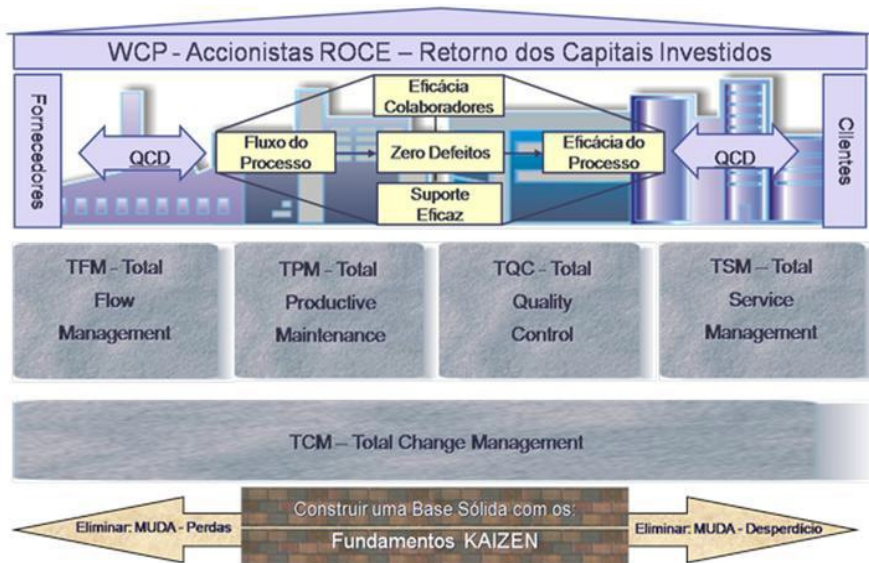 WCP - Accionistas ROCE – Retorno dos Capitais Investidos
Fornecedores
QCD
Fluxo do
Processo
Eficácia
Colaboradores
Zero Defeitos
Suporte
Eficaz
Eficácia do
Processo
QCD
Clientes
TFM - Total
Flow
Management
TPM - Total
Productive
Maintenance
TQC - Total
Quality
Control
TSM – Total
Service
Management
TCM – Total Change Management
Eliminar: MUDA - Perdas
Construir uma Base Sólida com os:
Fundamentos KAIZEN
Eliminar: MUDA - Desperdício